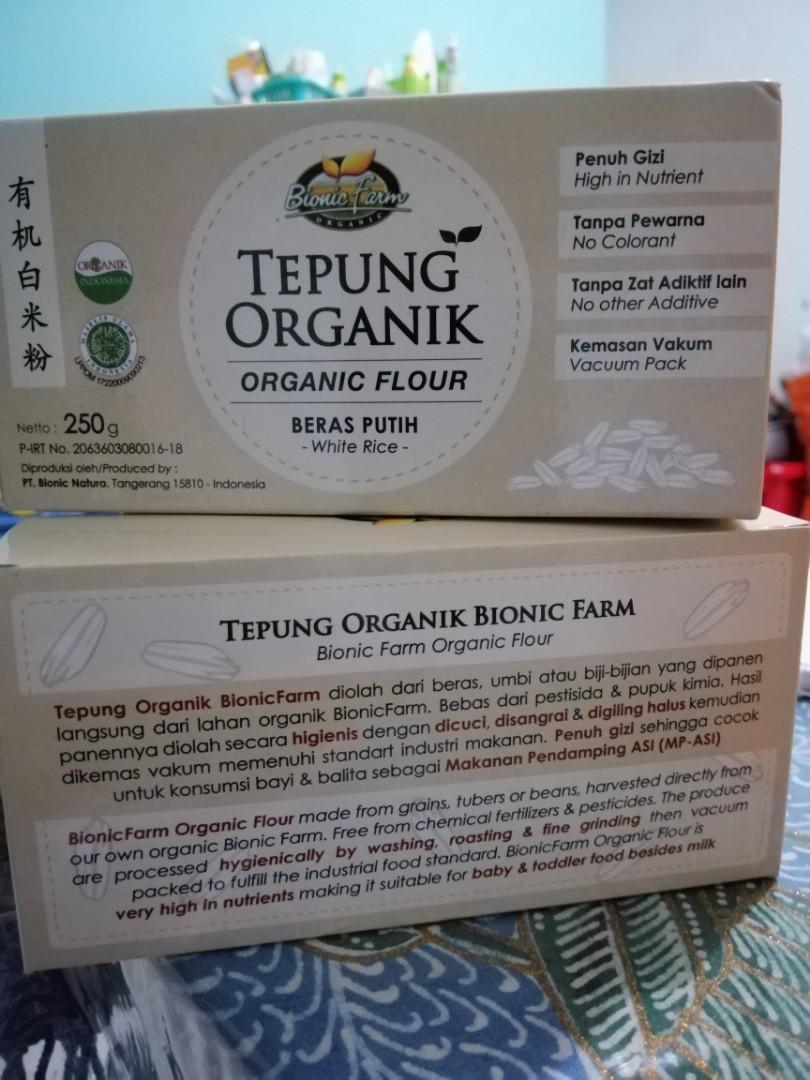 有机白米粉
ORGANIK
INDONESIA
MAJELIS ULAMA
INDONESIA
LPPOM 17220009090213
Bionic Farm
ORGANIC
TEPUNG
ORGANIK
ORGANIC FLOUR
BERAS PUTIH
- White Rice -
Penuh Gizi
High in Nutrient
Tanpa Pewarna
No Colorant
Tanpa Zat Adiktif lain
No other Additive
Kemasan Vakum
Vacuum Pack
Netto : 250g
P-IRT No. 2063603080016-18
Diproduksi oleh/Produced by :
PT. Bionic Natura, Tangerang 15810 - Indonesia
TEPUNG ORGANIK BIONIC FARM
Bionic Farm Organic Flour
Tepung Organik BionicFarm diolah dari beras, umbi atau biji-bijian yang dipanen
langsung dari lahan organik BionicFarm. Bebas dari pestisida & pupuk kimia. Hasil
panennya diolah secara higienis dengan dicuci, disangrai & digiling halus kemudian
dikemas vakum memenuhi standart industri makanan. Penuh gizi sehingga cocok
untuk konsumsi bayi & balita sebagai Makanan Pendamping ASI (MP-ASI)
BionicFarm Organic Flour made from grains, tubers or beans, harvested directly from
our own organic Bionic Farm. Free from chemical fertilizers & pesticides. The produce
are processed hygienically by washing, roasting & fine grinding then vacuum
packed to fulfill the industrial food standard. BionicFarm Organic Flour is
very high in nutrients making it suitable for baby & toddler food besides milk